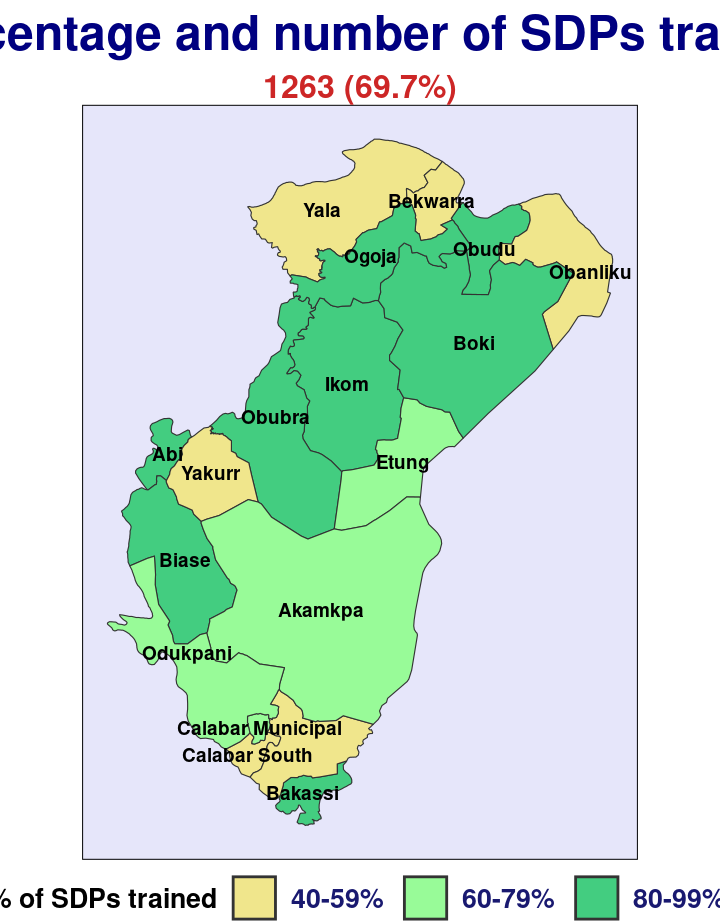 centage and number of SDPs tra
1263 (69.7%)
Yala
Bekwarra
Ogoja
Obudu
Obanliku
Boki
Ikom
Obubra
Abi
Yakurr
Etung
Biase
Akamkpa
Odukpani
Calabar Municipal
Calabar South
Bakassi
% of SDPs trained 40-59% 60-79% 80-99%